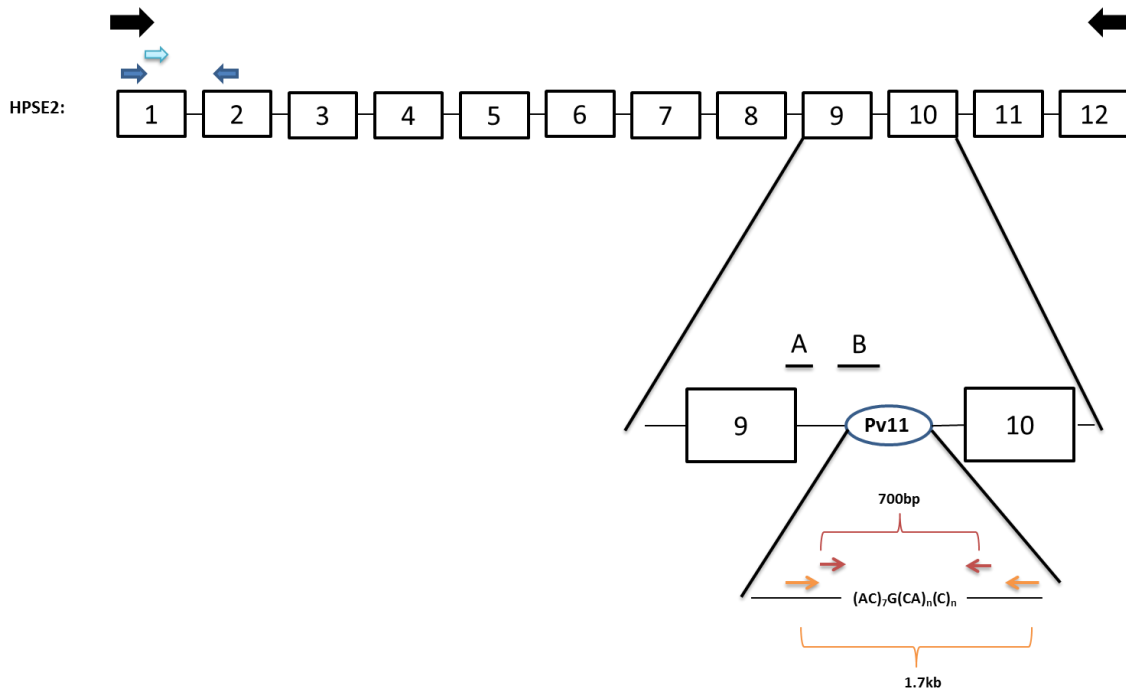 HPSE2:
1 2 3 4 5 6 7 8 9 10 11 12
A B
9 Pv11 10
700bp
(AC)₇G(CA)ₙ(C)ₙ
1.7kb